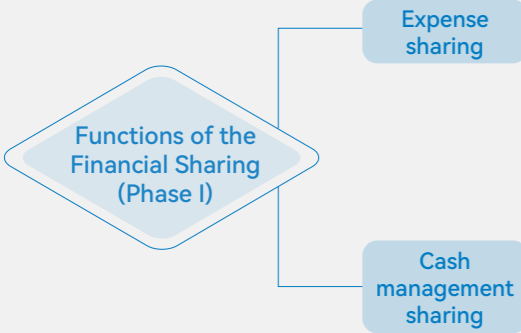 Expense
sharing
Functions of the
Financial Sharing
(Phase I)
Cash
management
sharing